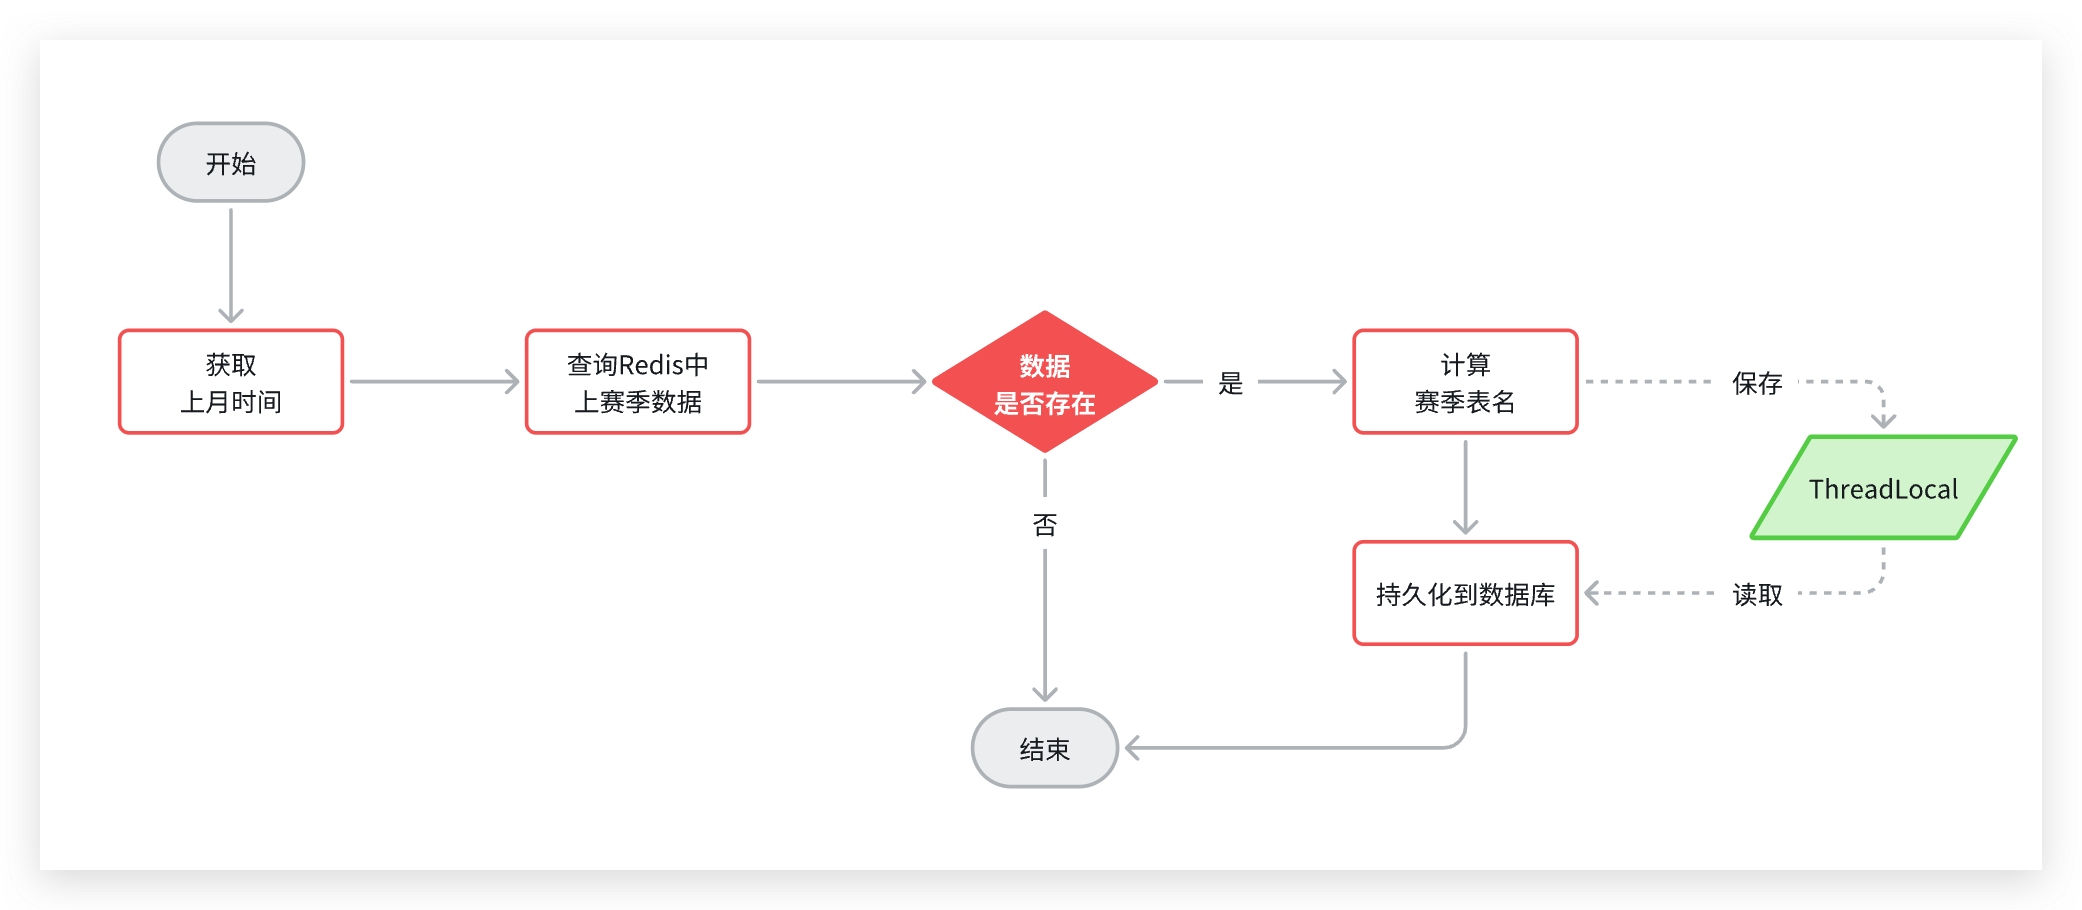 开始
获取
上月时间
查询Redis中
上赛季数据
数据
是否存在
是
计算
赛季表名
保存
ThreadLocal
否
持久化到数据库
读取
结束